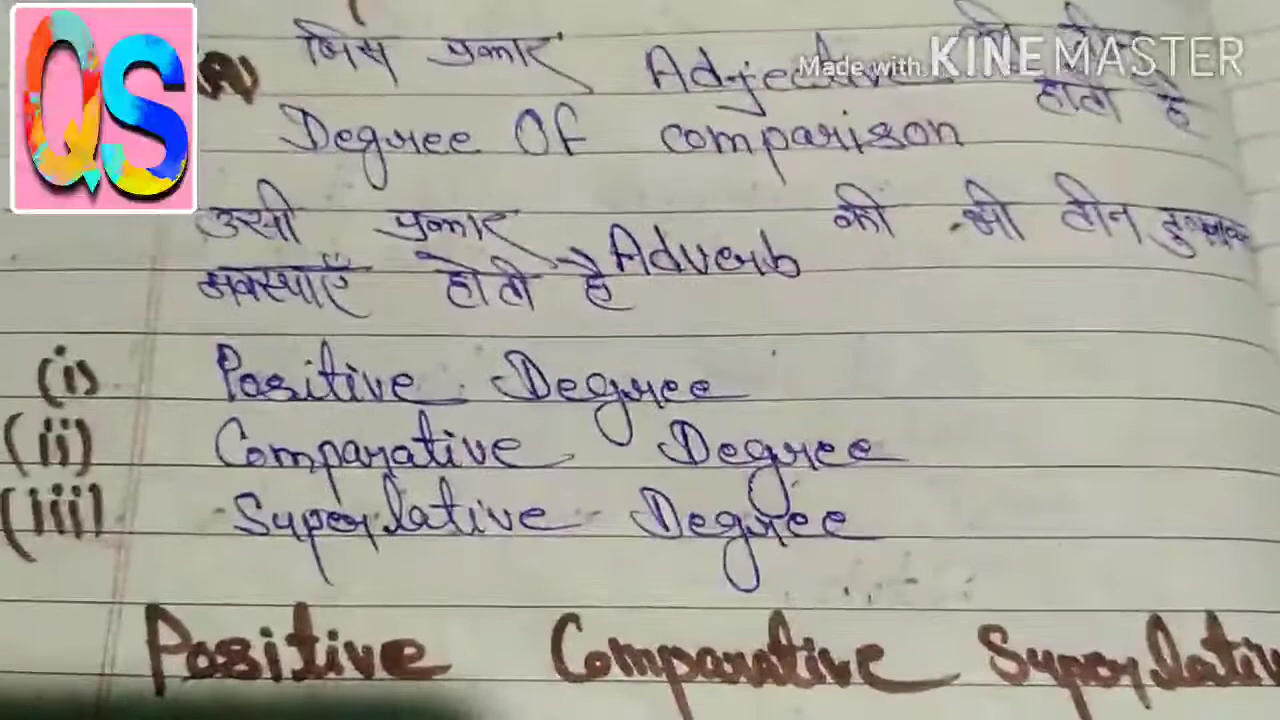 QS
Made with KINEMASTER
जिस प्रकार Adjective की तीन
Degree Of comparison होता है
उसी प्रकार Adverb की भी तीन
अवस्थाएँ होती है
(i) Positive Degree
(ii) Comparative Degree
(iii) Superlative Degree
Positive Comparative Superlativ